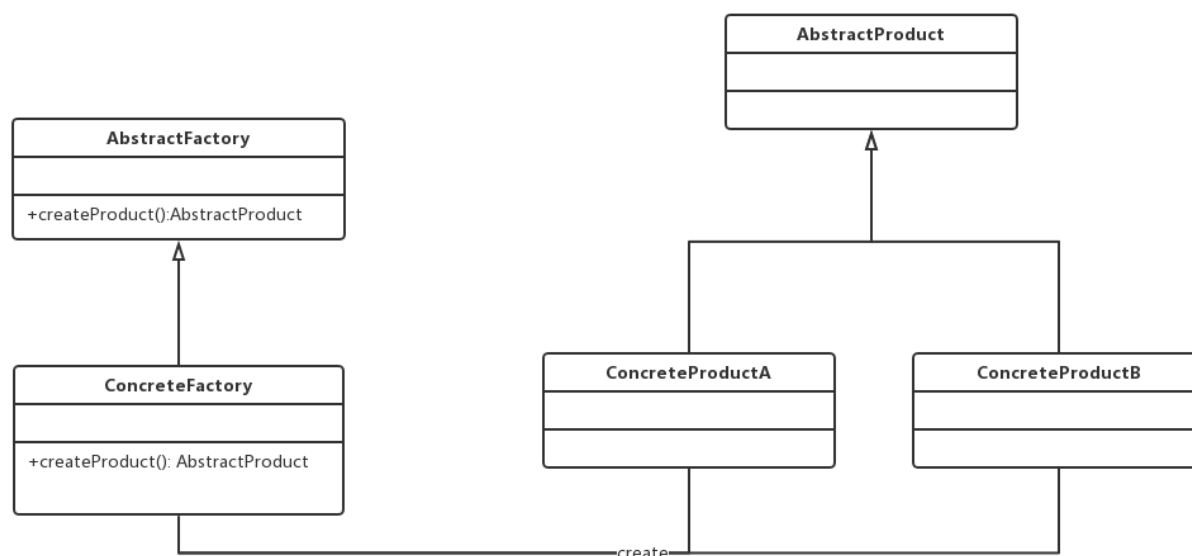 AbstractProduct
AbstractFactory
+createProduct():AbstractProduct
ConcreteFactory
+createProduct(): AbstractProduct
ConcreteProductA
ConcreteProductB
create